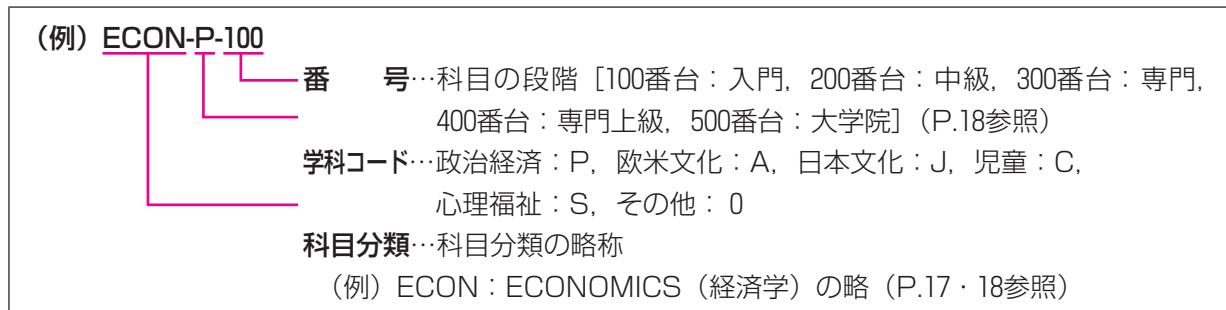 (例) ECON-P-100
番　　号…科目の段階［100番台：入門，200番台：中級，300番台：専門，
400番台：専門上級，500番台：大学院］（P.18参照）
学科コード…政治経済：P，欧米文化：A，日本文化：J，児童：C，
心理福祉：S，その他：0
科目分類…科目分類の略称
（例）ECON：ECONOMICS（経済学）の略（P.17・18参照）